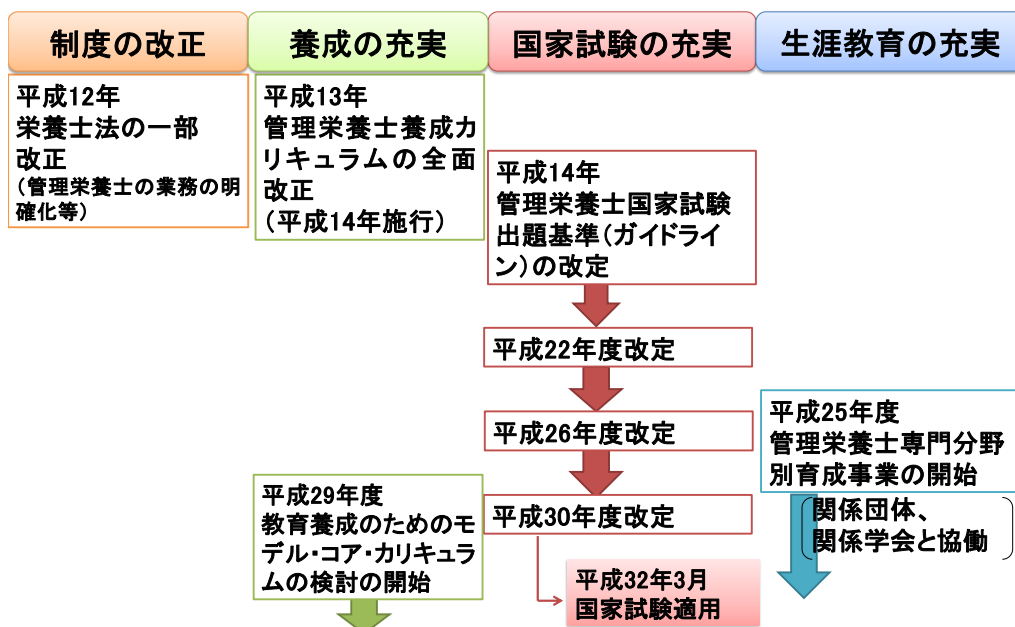 制度の改正
養成の充実
国家試験の充実
生涯教育の充実
平成12年
栄養士法の一部
改正
（管理栄養士の業務の明
確化等）
平成13年
管理栄養士養成カ
リキュラムの全面
改正
（平成14年施行）
平成14年
管理栄養士国家試験
出題基準（ガイドライ
ン）の改定
平成22年度改定
平成26年度改定
平成30年度改定
平成32年3月
国家試験適用
平成25年度
管理栄養士専門分野
別育成事業の開始
関係団体、
関係学会と協働
平成29年度
教育養成のためのモ
デル・コア・カリキュラ
ムの検討の開始